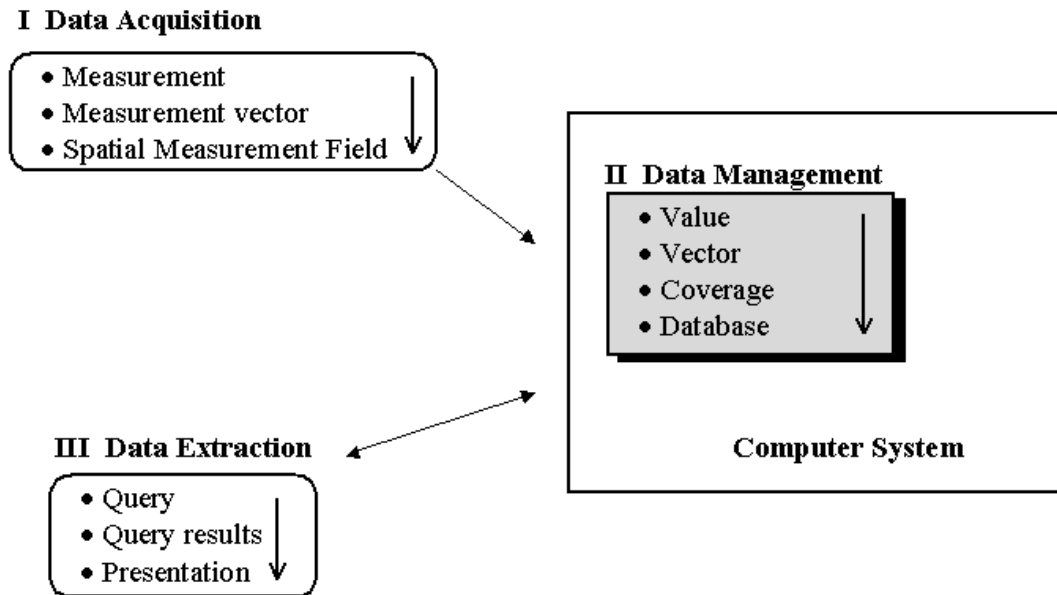 I Data Acquisition
• Measurement
• Measurement vector
• Spatial Measurement Field
II Data Management
• Value
• Vector
• Coverage
• Database
Computer System
III Data Extraction
• Query
• Query results
• Presentation